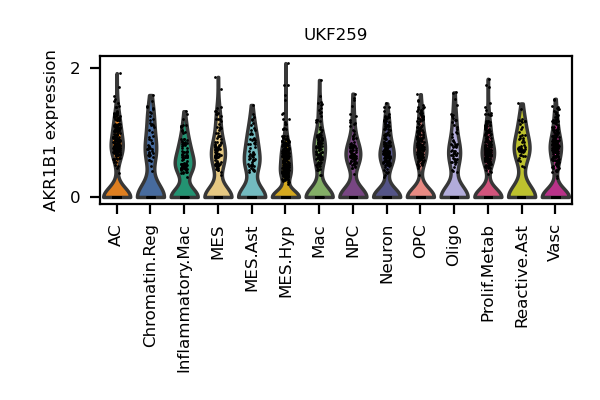 UKF259
AKR1B1 expression
2
0
AC
Chromatin.Reg
Inflammatory.Mac
MES
MES.Ast
MES.Hyp
Mac
NPC
Neuron
OPC
Oligo
Prolif.Metab
Reactive.Ast
Vasc